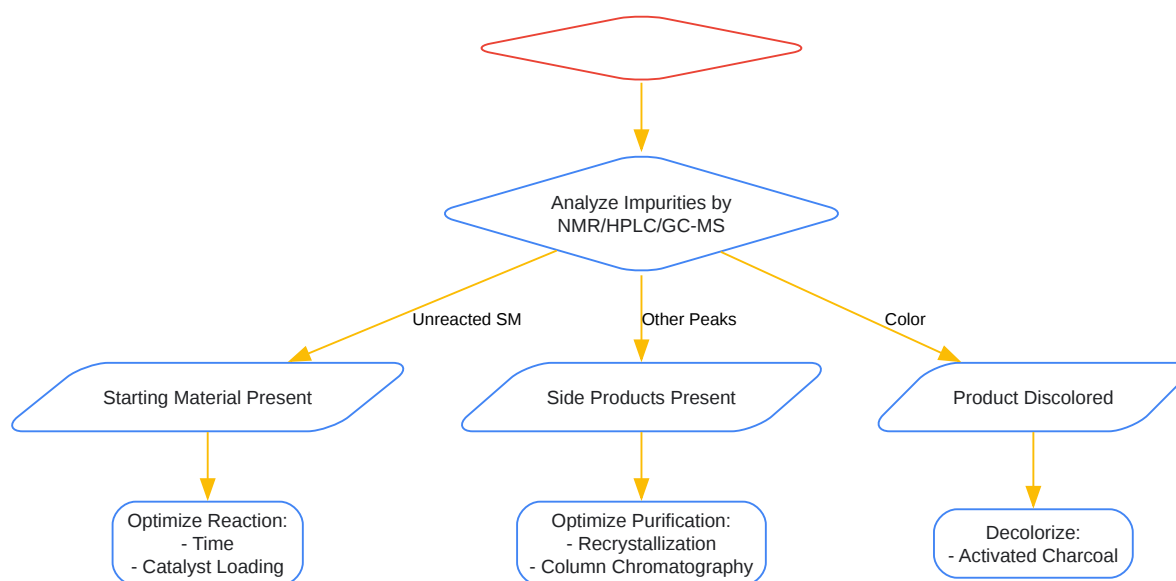 Analyze Impurities by
NMR/HPLC/GC-MS
Unreacted SM
Other Peaks
Color
Starting Material Present
Side Products Present
Product Discolored
Optimize Reaction:
- Time
- Catalyst Loading
Optimize Purification:
- Recrystallization
- Column Chromatography
Decolorize:
- Activated Charcoal